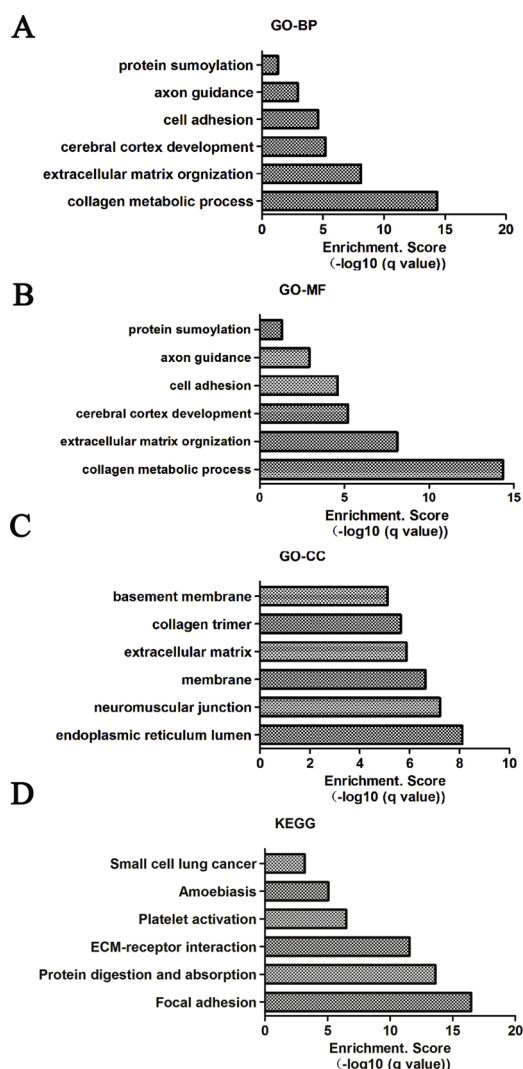 A
GO-BP
protein sumoylation
axon guidance
cell adhesion
cerebral cortex development
extracellular matrix orgnization
collagen metabolic process
0 5 10 15 20
Enrichment. Score
(-log10 (q value))
B
GO-MF
protein sumoylation
axon guidance
cell adhesion
cerebral cortex development
extracellular matrix orgnization
collagen metabolic process
0 5 10 15
Enrichment. Score
(-log10 (q value))
C
GO-CC
basement membrane
collagen trimer
extracellular matrix
membrane
neuromuscular junction
endoplasmic reticulum lumen
0 2 4 6 8 10
Enrichment. Score
(-log10 (q value))
D
KEGG
Small cell lung cancer
Amoebiasis
Platelet activation
ECM-receptor interaction
Protein digestion and absorption
Focal adhesion
0 5 10 15 20
Enrichment. Score
(-log10 (q value))